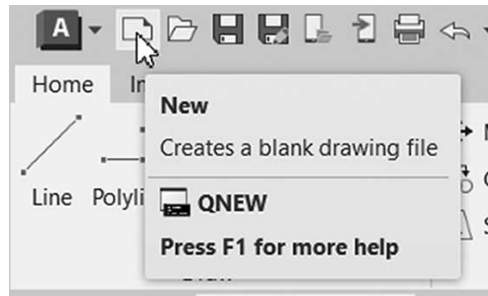 A
Home
New
Creates a blank drawing file
Line
QNEW
Press F1 for more help